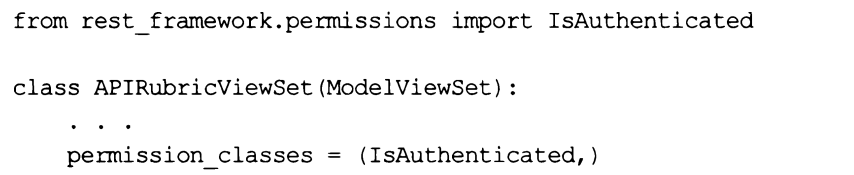 from rest_framework.permissions import IsAuthenticated
class APIRubricViewSet(ModelViewSet):
. . .
permission_classes = (IsAuthenticated,)